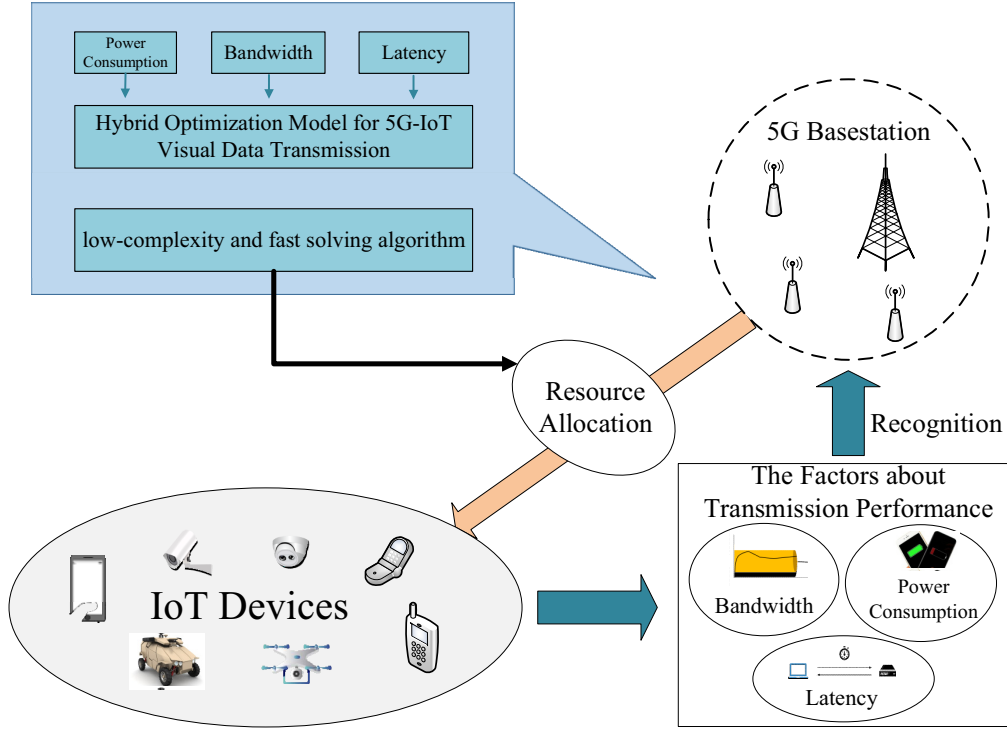 Power
Consumption
Bandwidth
Latency
Hybrid Optimization Model for 5G-IoT
Visual Data Transmission
low-complexity and fast solving algorithm
5G Basestation
Resource
Allocation
Recognition
The Factors about
Transmission Performance
Bandwidth
Power
Consumption
Latency
IoT Devices